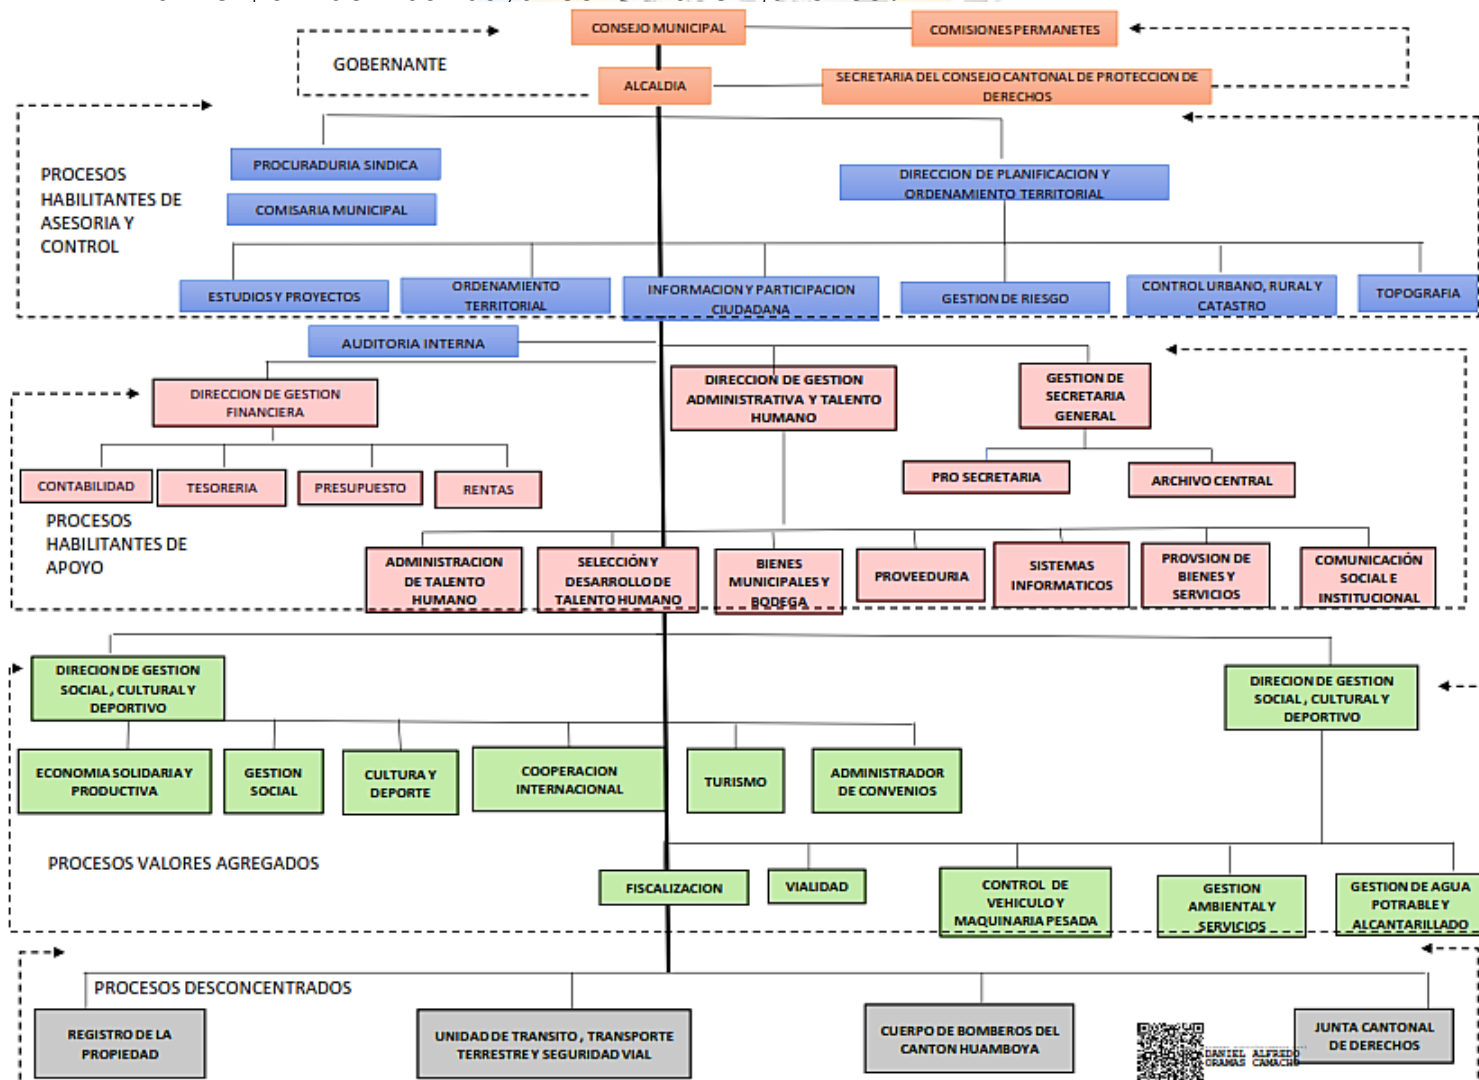 CONSEJO MUNICIPAL
COMISIONES PERMANETES
GOBERNANTE
ALCALDIA
SECRETARIA DEL CONSEJO CANTONAL DE PROTECCION DE
DERECHOS
PROCURADURIA SINDICA
PROCESOS
HABILITANTES DE
ASESORIA Y
CONTROL
DIRECCION DE PLANIFICACION Y
ORDENAMIENTO TERRITORIAL
COMISARIA MUNICIPAL
ESTUDIOS Y PROYECTOS
ORDENAMIENTO
TERRITORIAL
INFORMACION Y PARTICIPACION
CIUDADANA
GESTION DE RIESGO
CONTROL URBANO, RURAL Y
CATASTRO
TOPOGRAFIA
AUDITORIA INTERNA
DIRECCION DE GESTION
FINANCIERA
DIRECCION DE GESTION
ADMINISTRATIVA Y TALENTO
HUMANO
GESTION DE
SECRETARIA
GENERAL
CONTABILIDAD
TESORERIA
PRESUPUESTO
RENTAS
PRO SECRETARIA
ARCHIVO CENTRAL
PROCESOS
HABILITANTES DE
APOYO
ADMINISTRACION
DE TALENTO
HUMANO
SELECCIÓN Y
DESARROLLO DE
TALENTO HUMANO
BIENES
MUNICIPALES Y
BODEGA
PROVEEDURIA
SISTEMAS
INFORMATICOS
PROVSION DE
BIENES Y
SERVICIOS
COMUNICACIÓN
SOCIAL E
INSTITUCIONAL
DIRECION DE GESTION
SOCIAL, CULTURAL Y
DEPORTIVO
DIRECION DE GESTION
SOCIAL, CULTURAL Y
DEPORTIVO
ECONOMIA SOLIDARIA Y
PRODUCTIVA
GESTION
SOCIAL
CULTURA Y
DEPORTE
COOPERACION
INTERNACIONAL
TURISMO
ADMINISTRADOR
DE CONVENIOS
PROCESOS VALORES AGREGADOS
FISCALIZACION
VIALIDAD
CONTROL DE
VEHICULO Y
MAQUINARIA PESADA
GESTION
AMBIENTAL Y
SERVICIOS
GESTION DE AGUA
POTRABLE Y
ALCANTARILLADO
PROCESOS DESCONCENTRADOS
REGISTRO DE LA
PROPIEDAD
UNIDAD DE TRANSITO , TRANSPORTE
TERRESTRE Y SEGURIDAD VIAL
CUERPO DE BOMBEROS DEL
CANTON HUAMBOYA
JUNTA CANTONAL
DE DERECHOS
DANIEL ALFREDO
ORAMAS CAMACHO